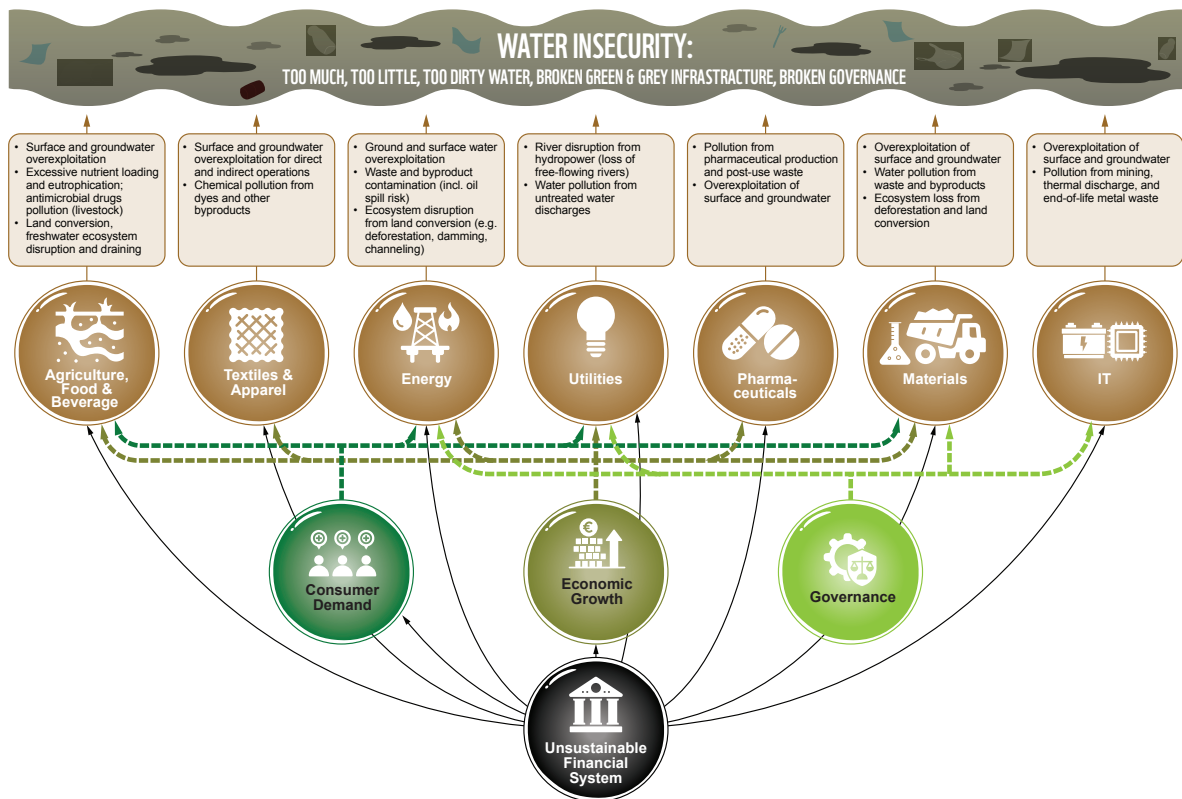 WATER INSECURITY:
TOO MUCH, TOO LITTLE, TOO DIRTY WATER, BROKEN GREEN & GREY INFRASTRACTURE, BROKEN GOVERNANCE
• Surface and groundwater
overexploitation
• Excessive nutrient loading
and eutrophication;
antimicrobial drugs
pollution (livestock)
• Land conversion,
freshwater ecosystem
disruption and draining
• Surface and groundwater
overexploitation for direct
and indirect operations
• Chemical pollution from
dyes and other
byproducts
• Ground and surface water
overexploitation
• Waste and byproduct
contamination (incl. oil
spill risk)
• Ecosystem disruption
from land conversion (e.g.
deforestation, damming,
channeling)
• River disruption from
hydropower (loss of
free-flowing rivers)
• Water pollution from
untreated water
discharges
• Pollution from
pharmaceutical production
and post-use waste
• Overexploitation of
surface and groundwater
• Overexploitation of
surface and groundwater
• Water pollution from
waste and byproducts
• Ecosystem loss from
deforestation and land
conversion
• Overexploitation of
surface and groundwater
• Pollution from mining,
thermal discharge, and
end-of-life metal waste
Agriculture,
Food &
Beverage
Textiles &
Apparel
Energy
Utilities
Pharma-
ceuticals
Materials
IT
Consumer
Demand
€
Economic
Growth
Governance
Unsustainable
Financial
System